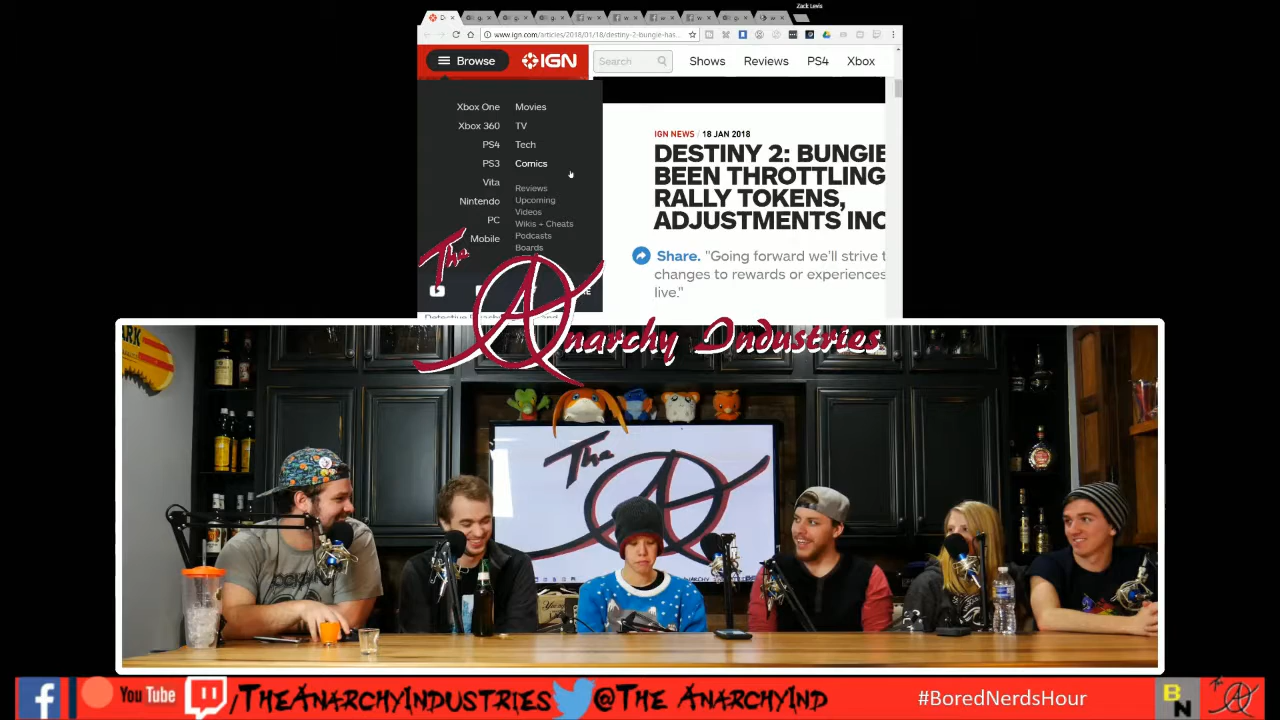 Zack Levis
www.ign.com/articles/2018/01/18/destiny-2-bungie-has
Browse
IGN
Search
Shows
Reviews
PS4
Xbox
Xbox One
Xbox 360
PS4
PS3
Vita
Nintendo
PC
Mobile
Movies
TV
Tech
Comics
Reviews
Upcoming
Videos
Wikis + Cheats
Podcasts
Boards
IGN NEWS / 18 JAN 2018
DESTINY 2: BUNGIE
BEEN THROTTLING
RALLY TOKENS,
ADJUSTMENTS INC
Share. "Going forward we'll strive t
changes to rewards or experiences
live."
The
Anarchy Industries
The
A
YouTube
/TheAnarchyIndustries
@The AnarchyInd
#BoredNerdsHour
BN
The
A